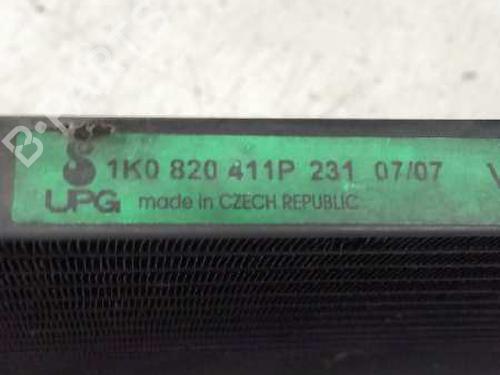 1K0 820 411P 231 07/07
UPG made in CZECH REPUBLIC